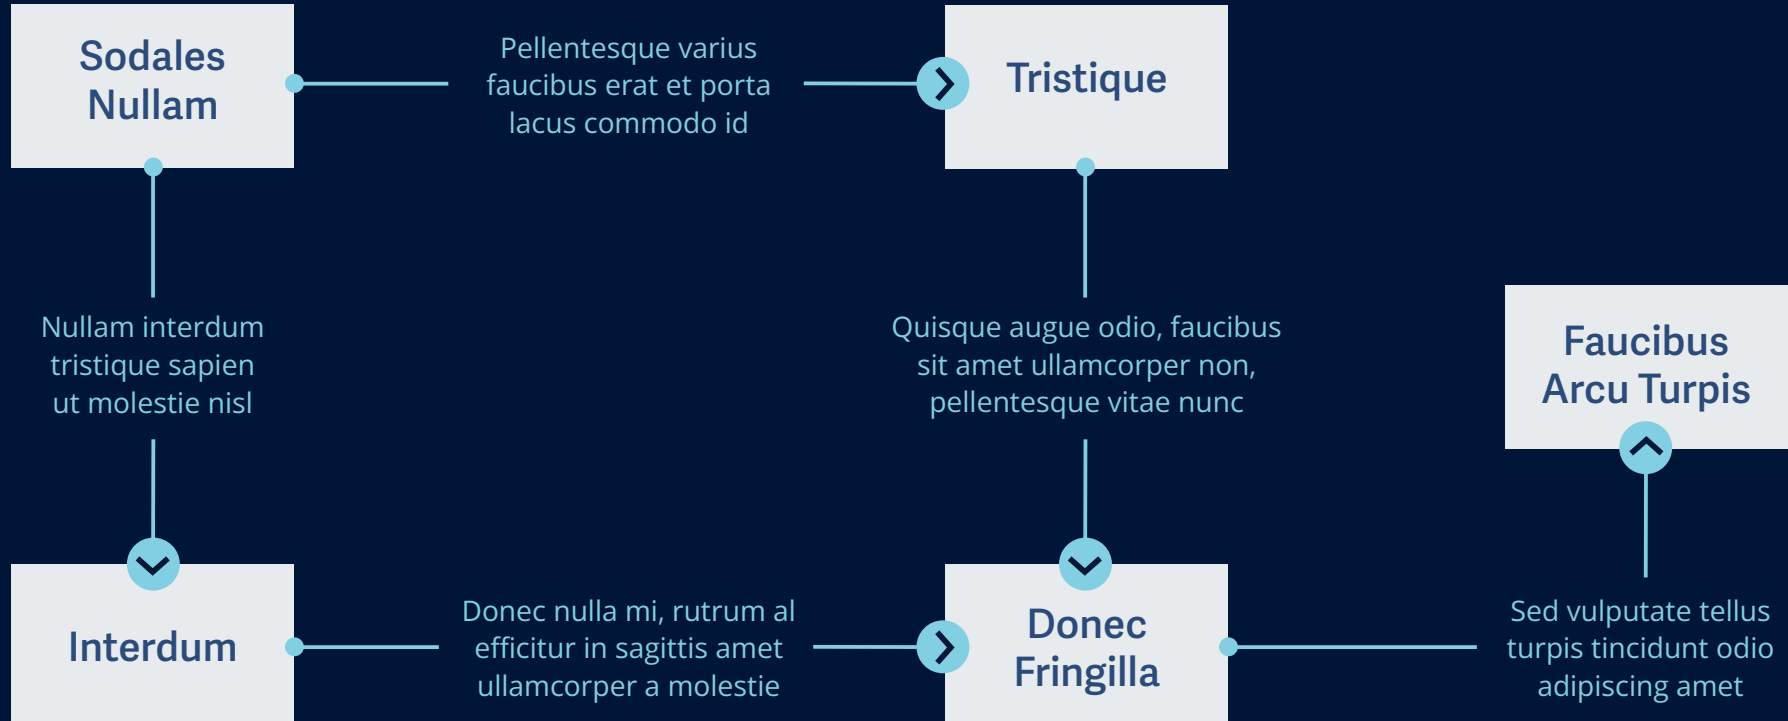 Sodales
Nullam
Pellentesque varius
faucibus erat et porta
lacus commodo id
Tristique
Nullam interdum
tristique sapien
ut molestie nisl
Quisque augue odio, faucibus
sit amet ullamcorper non,
pellentesque vitae nunc
Faucibus
Arcu Turpis
Interdum
Donec nulla mi, rutrum al
efficitur in sagittis amet
ullamcorper a molestie
Donec
Fringilla
Sed vulputate tellus
turpis tincidunt odio
adipiscing amet